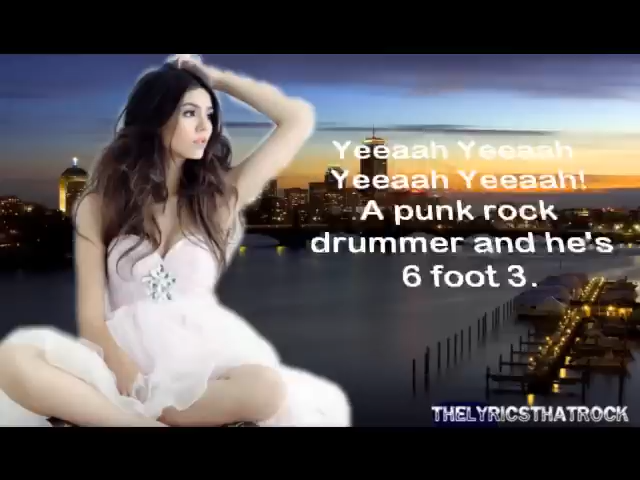 Yeeaah Yeeaah
Yeeaah Yeeaah!
A punk rock
drummer and he's
6 foot 3.
THELYRICSTHATROCK